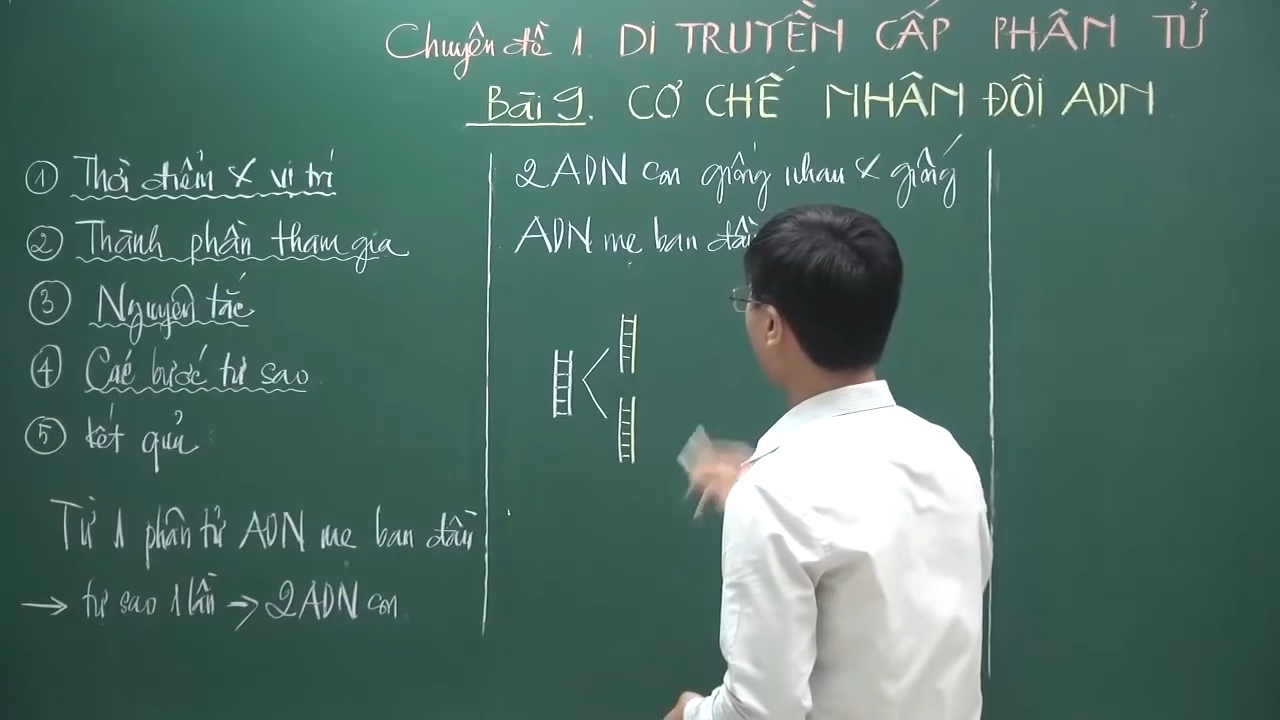 Chuyên đề 1. DI TRUYỀN CẤP PHÂN TỬ
Bài 9. CƠ CHẾ NHÂN ĐÔI ADN
① Thời điểm & vị trí
② Thành phần tham gia
③ Nguyên tắc
④ Các bước tự sao
⑤ Kết quả
Từ 1 phân tử ADN mẹ ban đầu
→ tự sao 1 lần → 2 ADN con
2 ADN con giống nhau & giống
ADN mẹ ban đầu